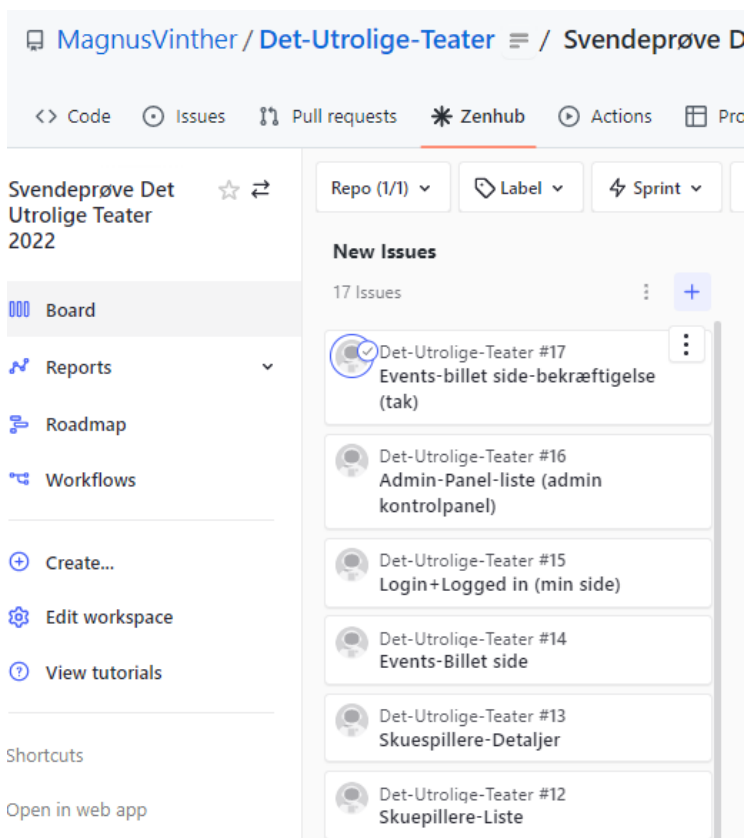 MagnusVinther / Det-Utrolige-Teater / Svendeprøve D
Code Issues Pull requests Zenhub Actions Pro
Svendeprøve Det
Utrolige Teater
2022
Board
Reports
Roadmap
Workflows
Create...
Edit workspace
View tutorials
Shortcuts
Open in web app
Repo (1/1) Label Sprint
New Issues
17 Issues
Det-Utrolige-Teater #17
Events-billet side-bekræftigelse
(tak)
Det-Utrolige-Teater #16
Admin-Panel-liste (admin
kontrolpanel)
Det-Utrolige-Teater #15
Login+Logged in (min side)
Det-Utrolige-Teater #14
Events-Billet side
Det-Utrolige-Teater #13
Skuespillere-Detaljer
Det-Utrolige-Teater #12
Skuepillere-Liste